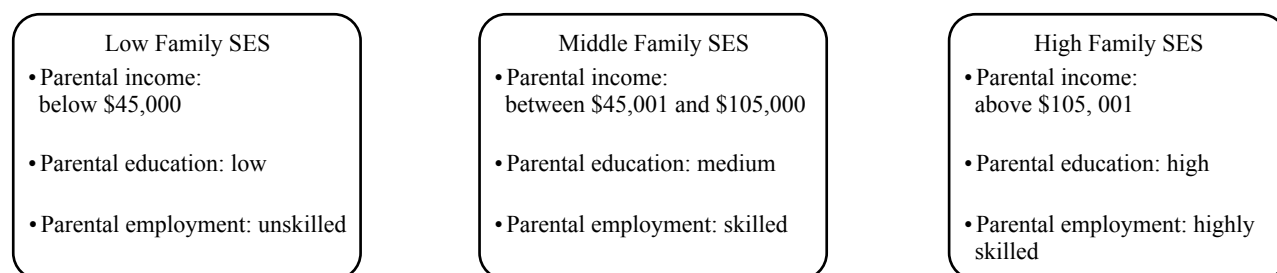 Low Family SES
• Parental income:
below $45,000
• Parental education: low
• Parental employment: unskilled
Middle Family SES
• Parental income:
between $45,001 and $105,000
• Parental education: medium
• Parental employment: skilled
High Family SES
• Parental income:
above $105, 001
• Parental education: high
• Parental employment: highly
skilled